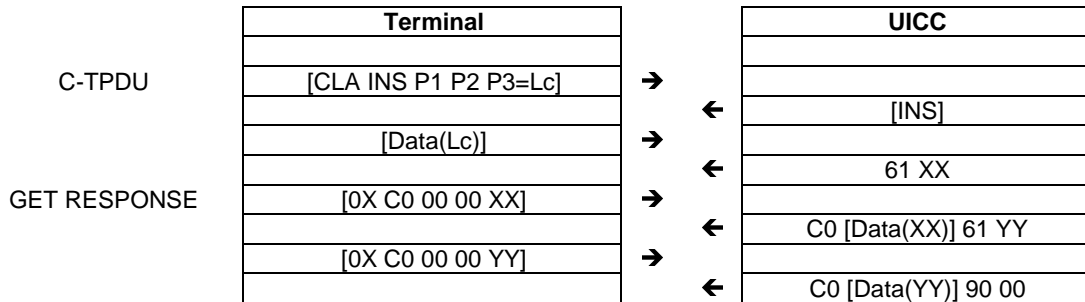 Terminal UICC
C-TPDU [CLA INS P1 P2 P3=Lc] ➔
← [INS]
[Data(Lc)] ➔
← 61 XX
GET RESPONSE [0X C0 00 00 XX] ➔
← C0 [Data(XX)] 61 YY
[0X C0 00 00 YY] ➔
← C0 [Data(YY)] 90 00